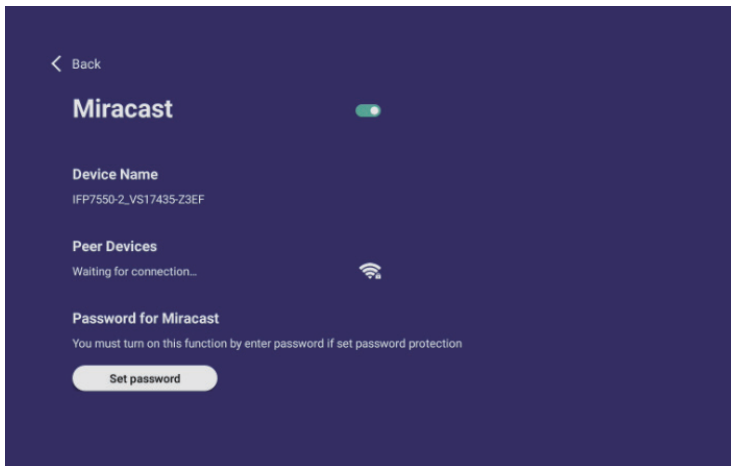 Back
Miracast
Device Name
IFP7550-2_VS17435-Z3EF
Peer Devices
Waiting for connection...
Password for Miracast
You must turn on this function by enter password if set password protection
Set password